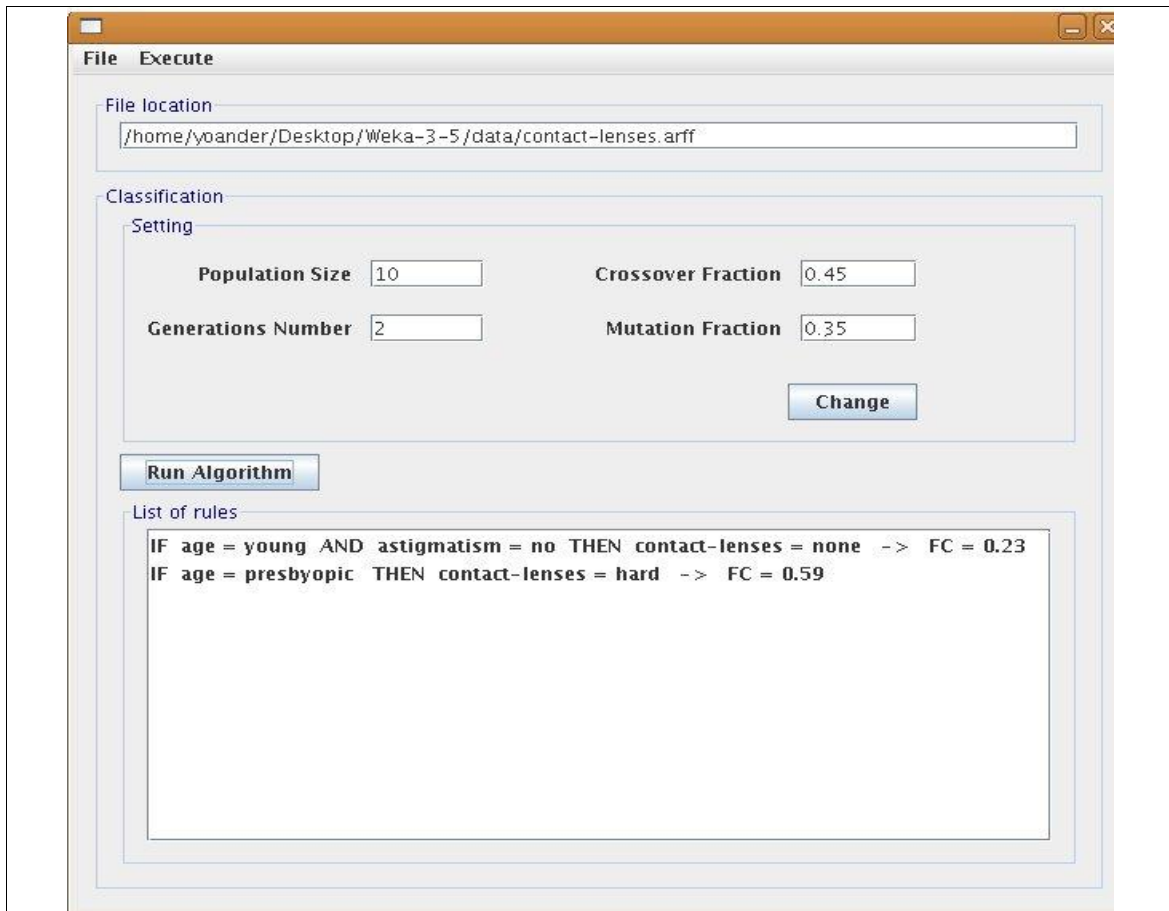 File Execute
File location
/home/yoander/Desktop/Weka-3-5/data/contact-lenses.arff
Classification
Setting
Population Size 10 Crossover Fraction 0.45
Generations Number 2 Mutation Fraction 0.35
Change
Run Algorithm
List of rules
IF age = young AND astigmatism = no THEN contact-lenses = none -> FC = 0.23
IF age = presbyopic THEN contact-lenses = hard -> FC = 0.59